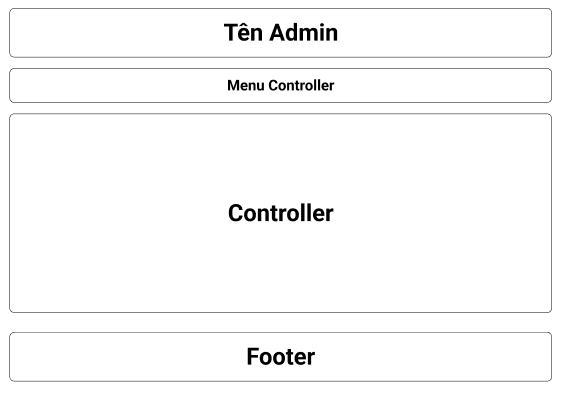 Tên Admin
Menu Controller
Controller
Footer